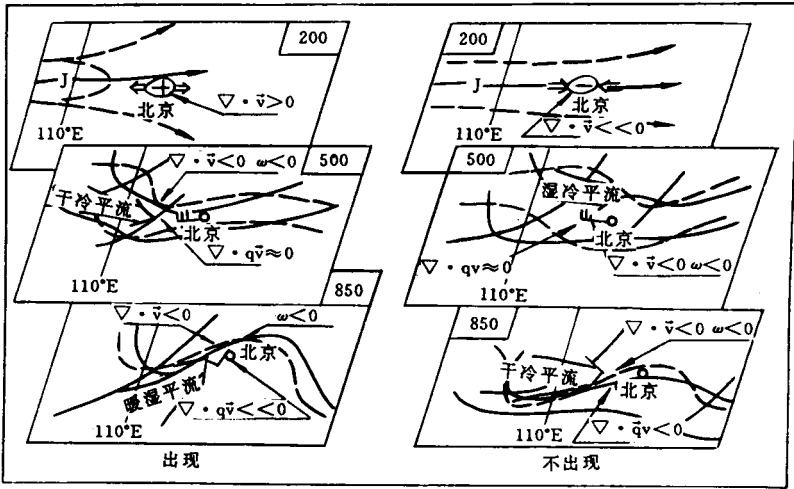 200
J
北京
∇·v⃗>0
110°E
500
∇·v⃗<0 ω<0
干冷平流
北京
∇·qv⃗≈0
110°E
850
∇·v⃗<0 ω<0
北京
暖湿平流
∇·qv⃗<<0
110°E
出现
200
J
北京
∇·v⃗<<0
110°E
500
湿冷平流
北京
∇·qv≈0
∇·v⃗<0 ω<0
110°E
850
∇·v⃗<0 ω<0
干冷平流
北京
110°E
∇·q⃗v<0
不出现